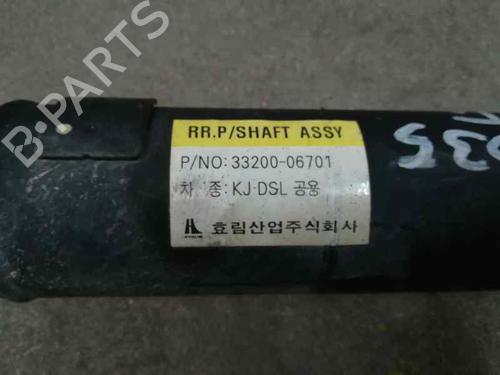 RR.P/SHAFT ASSY
P/NO: 33200-06701
차 종: KJ·DSL 공용
효림산업주식회사
B-PARTS